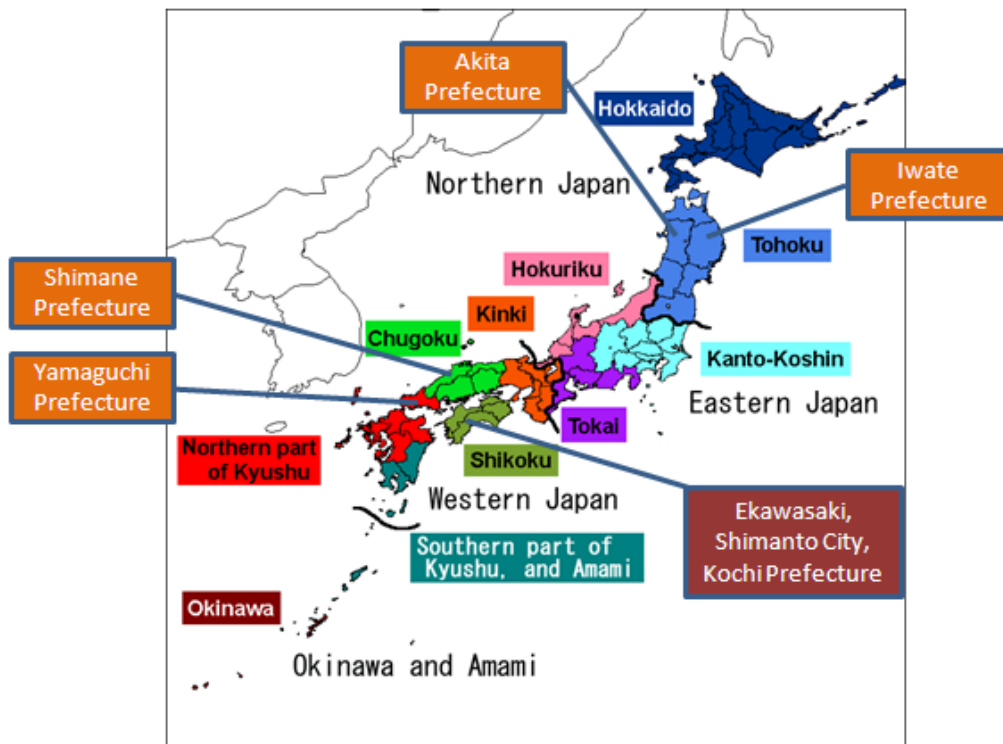 Akita
Prefecture
Hokkaido
Iwate
Prefecture
Northern Japan
Tohoku
Hokuriku
Shimane
Prefecture
Kinki
Chugoku
Kanto-Koshin
Yamaguchi
Prefecture
Eastern Japan
Tokai
Northern part
of Kyushu
Shikoku
Western Japan
Ekawasaki,
Shimanto City,
Kochi Prefecture
Southern part of
Kyushu, and Amami
Okinawa
Okinawa and Amami